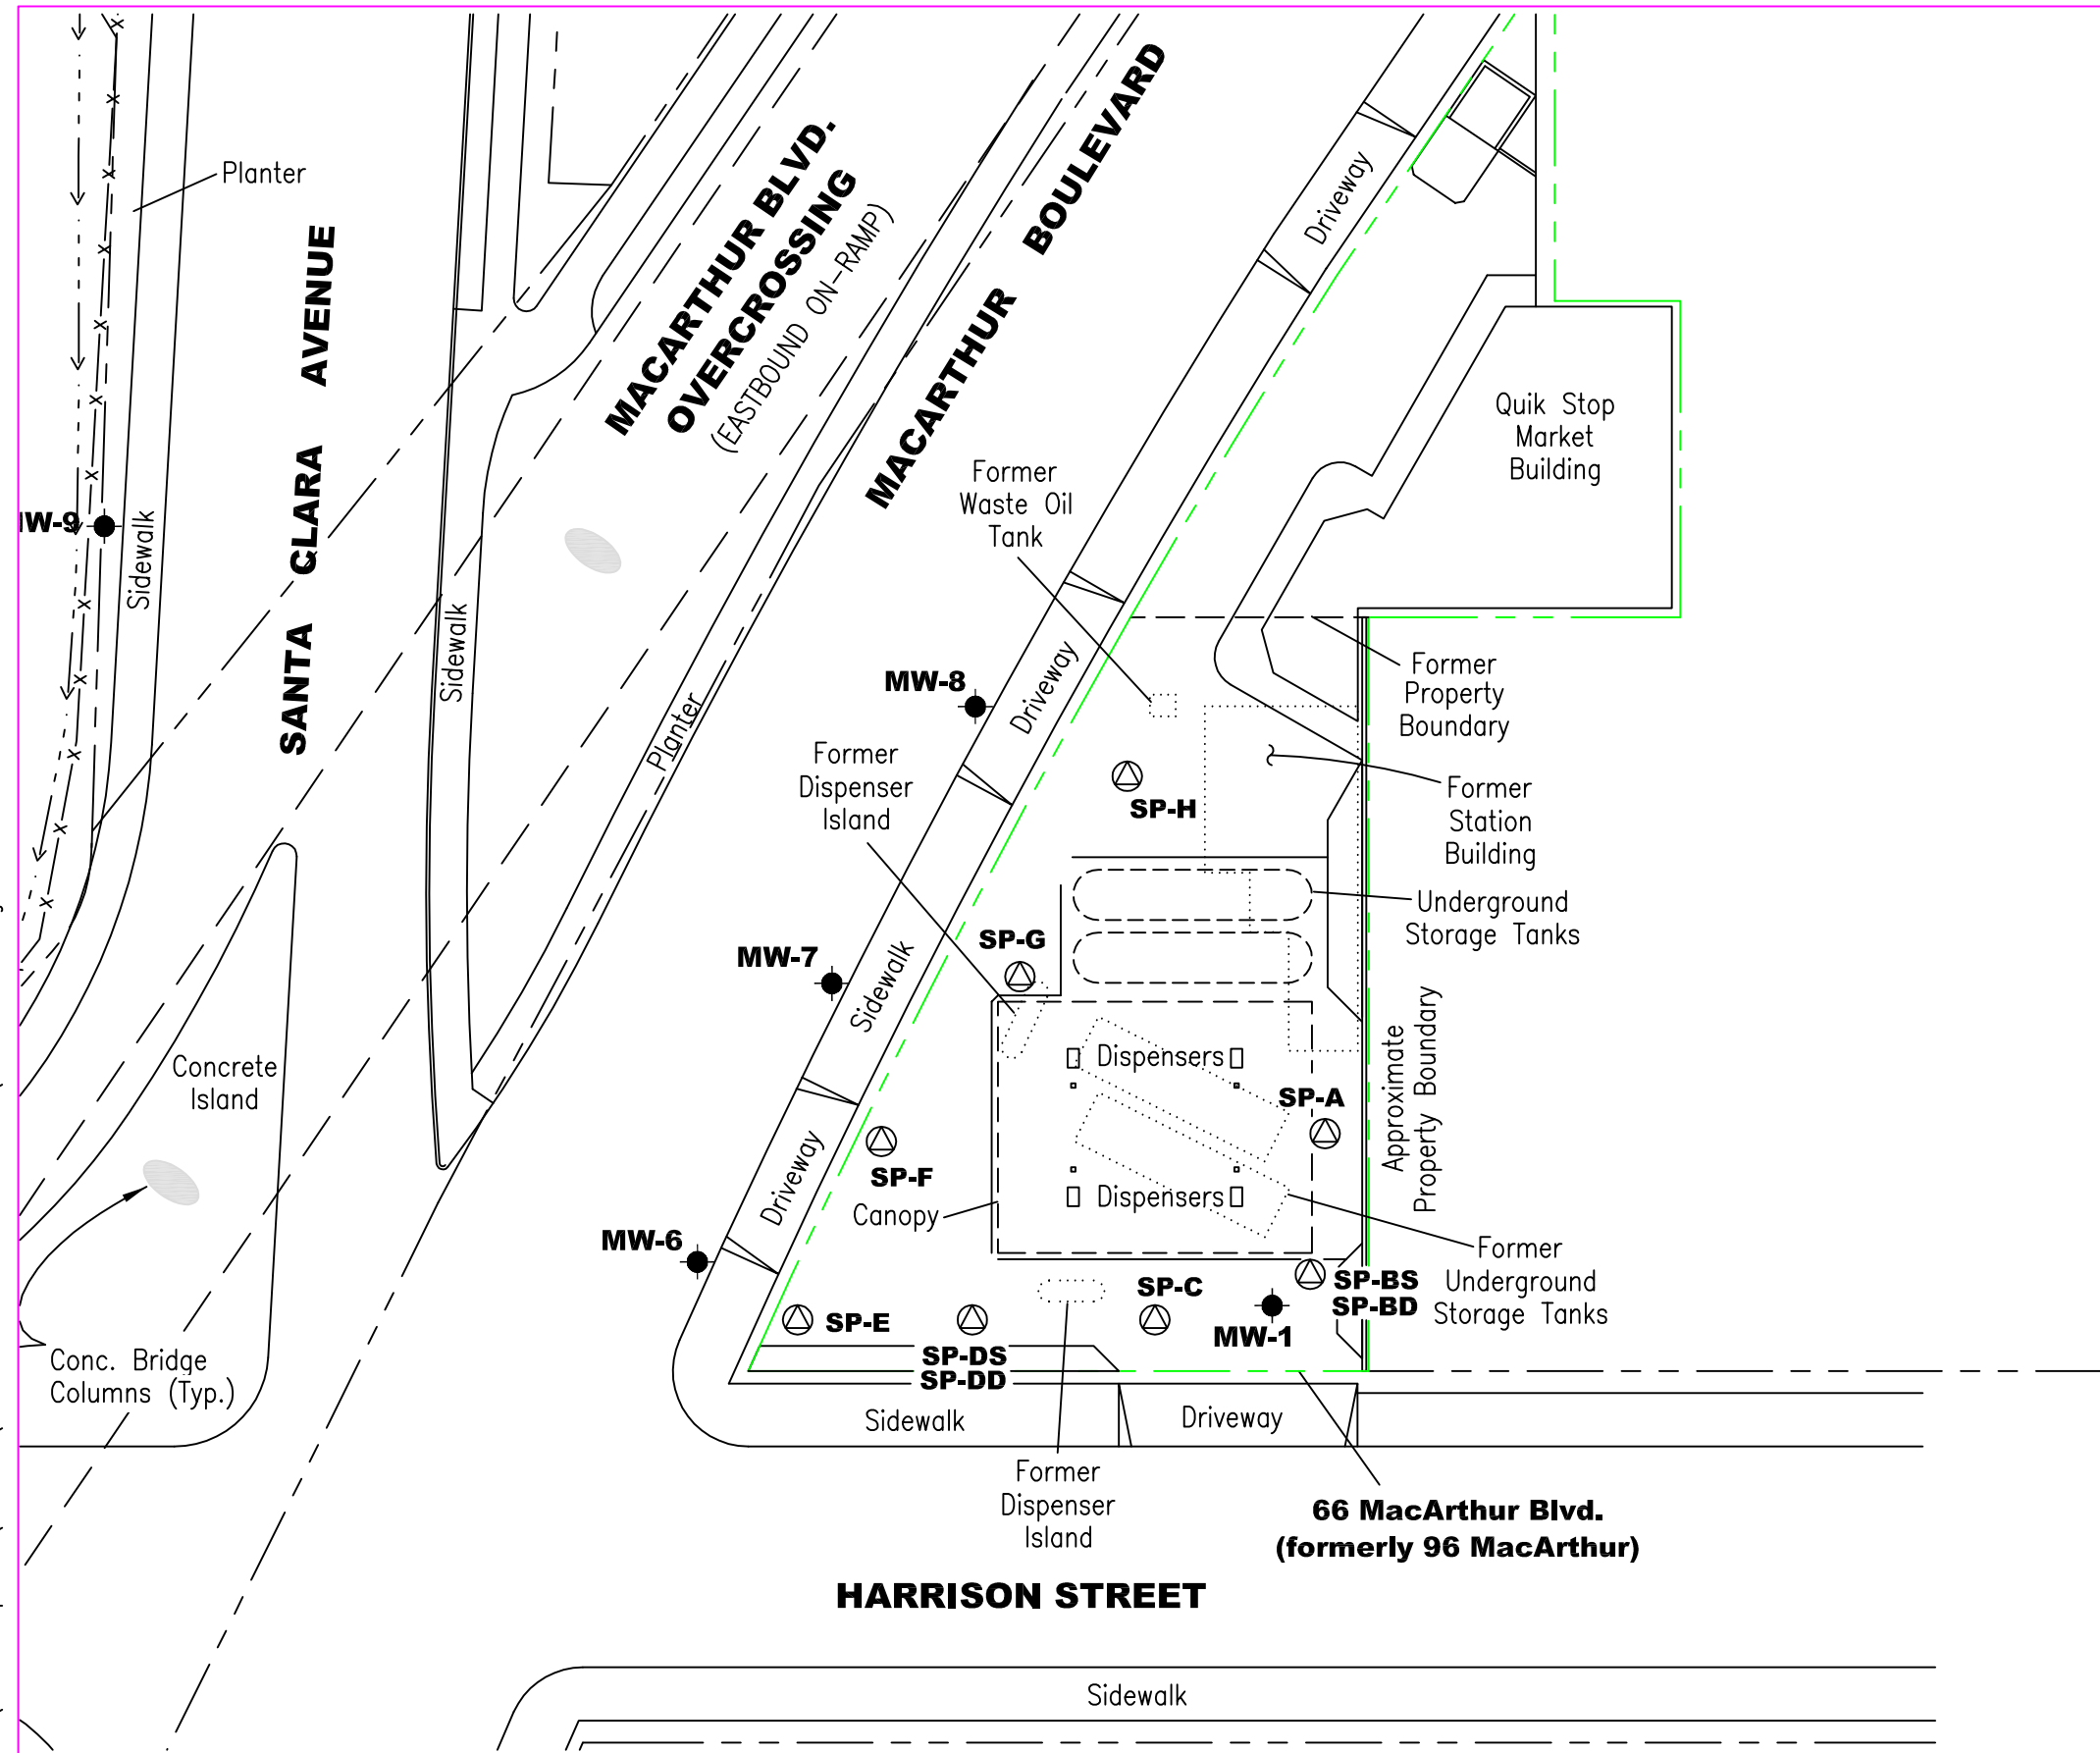 Planter
SANTA CLARA AVENUE
MACARTHUR BLVD.
OVERCROSSING
(EASTBOUND ON-RAMP)
MACARTHUR BOULEVARD
Driveway
Quik Stop
Market
Building
Former
Waste Oil
Tank
IW-9
Sidewalk
Sidewalk
Planter
MW-8
Driveway
Former
Property
Boundary
Former
Dispenser
Island
SP-H
Former
Station
Building
Underground
Storage Tanks
SP-G
MW-7
Sidewalk
Approximate
Property Boundary
Concrete
Island
Dispensers
SP-A
SP-F
Driveway
Canopy
Dispensers
MW-6
Former
Underground
Storage Tanks
SP-C
SP-BS
SP-BD
SP-E
MW-1
SP-DS
SP-DD
Conc. Bridge
Columns (Typ.)
Sidewalk
Driveway
Former
Dispenser
Island
66 MacArthur Blvd.
(formerly 96 MacArthur)
HARRISON STREET
Sidewalk